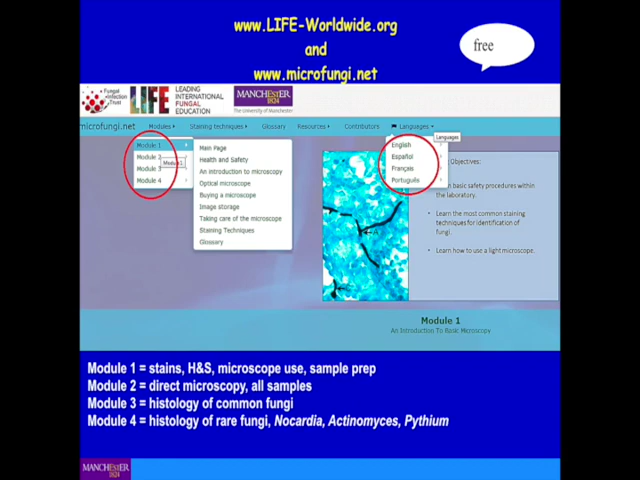 www.LIFE-Worldwide.org
and
www.microfungi.net
free
Fungal
Infection
Trust
LIFE
LEADING
INTERNATIONAL
FUNGAL
EDUCATION
MANCHESTER
1824
The University of Manchester
microfungi.net
Modules
Staining techniques
Glossary
Resources
Contributors
Languages
Languages
Module 1
Module 2
Module 3
Module 4
Module 1
Main Page
Health and Safety
An introduction to microscopy
Optical microscope
Buying a microscope
Image storage
Taking care of the microscope
Staining Techniques
Glossary
English
Español
Français
Português
Objectives:
basic safety procedures within
the laboratory.
Learn the most common staining
techniques for identification of
fungi.
Learn how to use a light microscope.
A
Module 1
An Introduction To Basic Microscopy
Module 1 = stains, H&S, microscope use, sample prep
Module 2 = direct microscopy, all samples
Module 3 = histology of common fungi
Module 4 = histology of rare fungi, Nocardia, Actinomyces, Pythium
MANCHESTER
1824